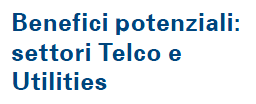 Benefici potenziali:
settori Telco e
Utilities